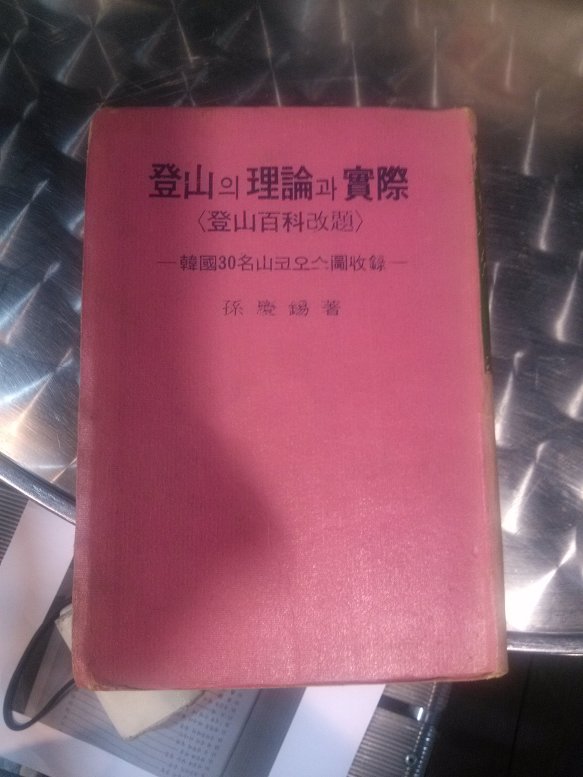 登山의 理論과 實際
〈登山百科改題〉
—韓國30名山코오스圖收錄—
孫慶錫 著